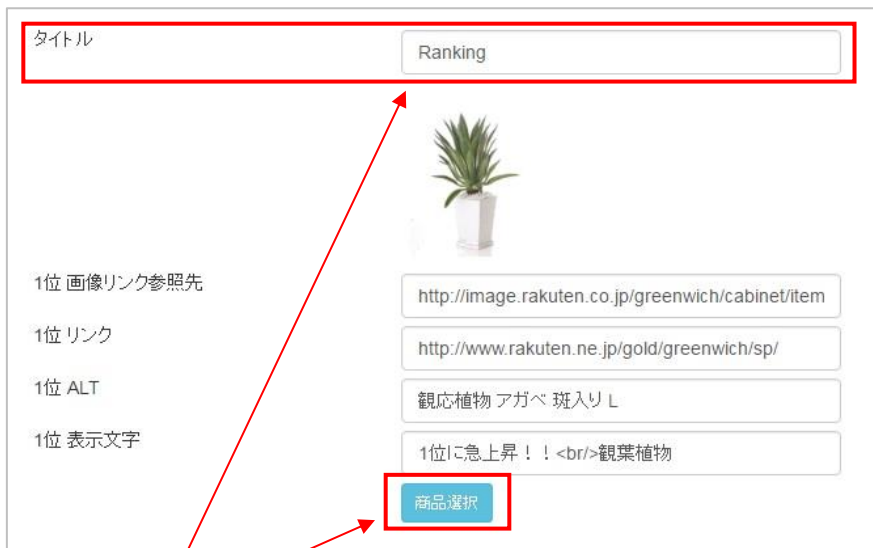 タイトル
Ranking
1位 画像リンク参照先
http://image.rakuten.co.jp/greenwich/cabinet/item
1位 リンク
http://www.rakuten.ne.jp/gold/greenwich/sp/
1位 ALT
観応植物 アガベ 斑入り L
1位 表示文字
1位に急上昇！！<br/>観葉植物
商品選択